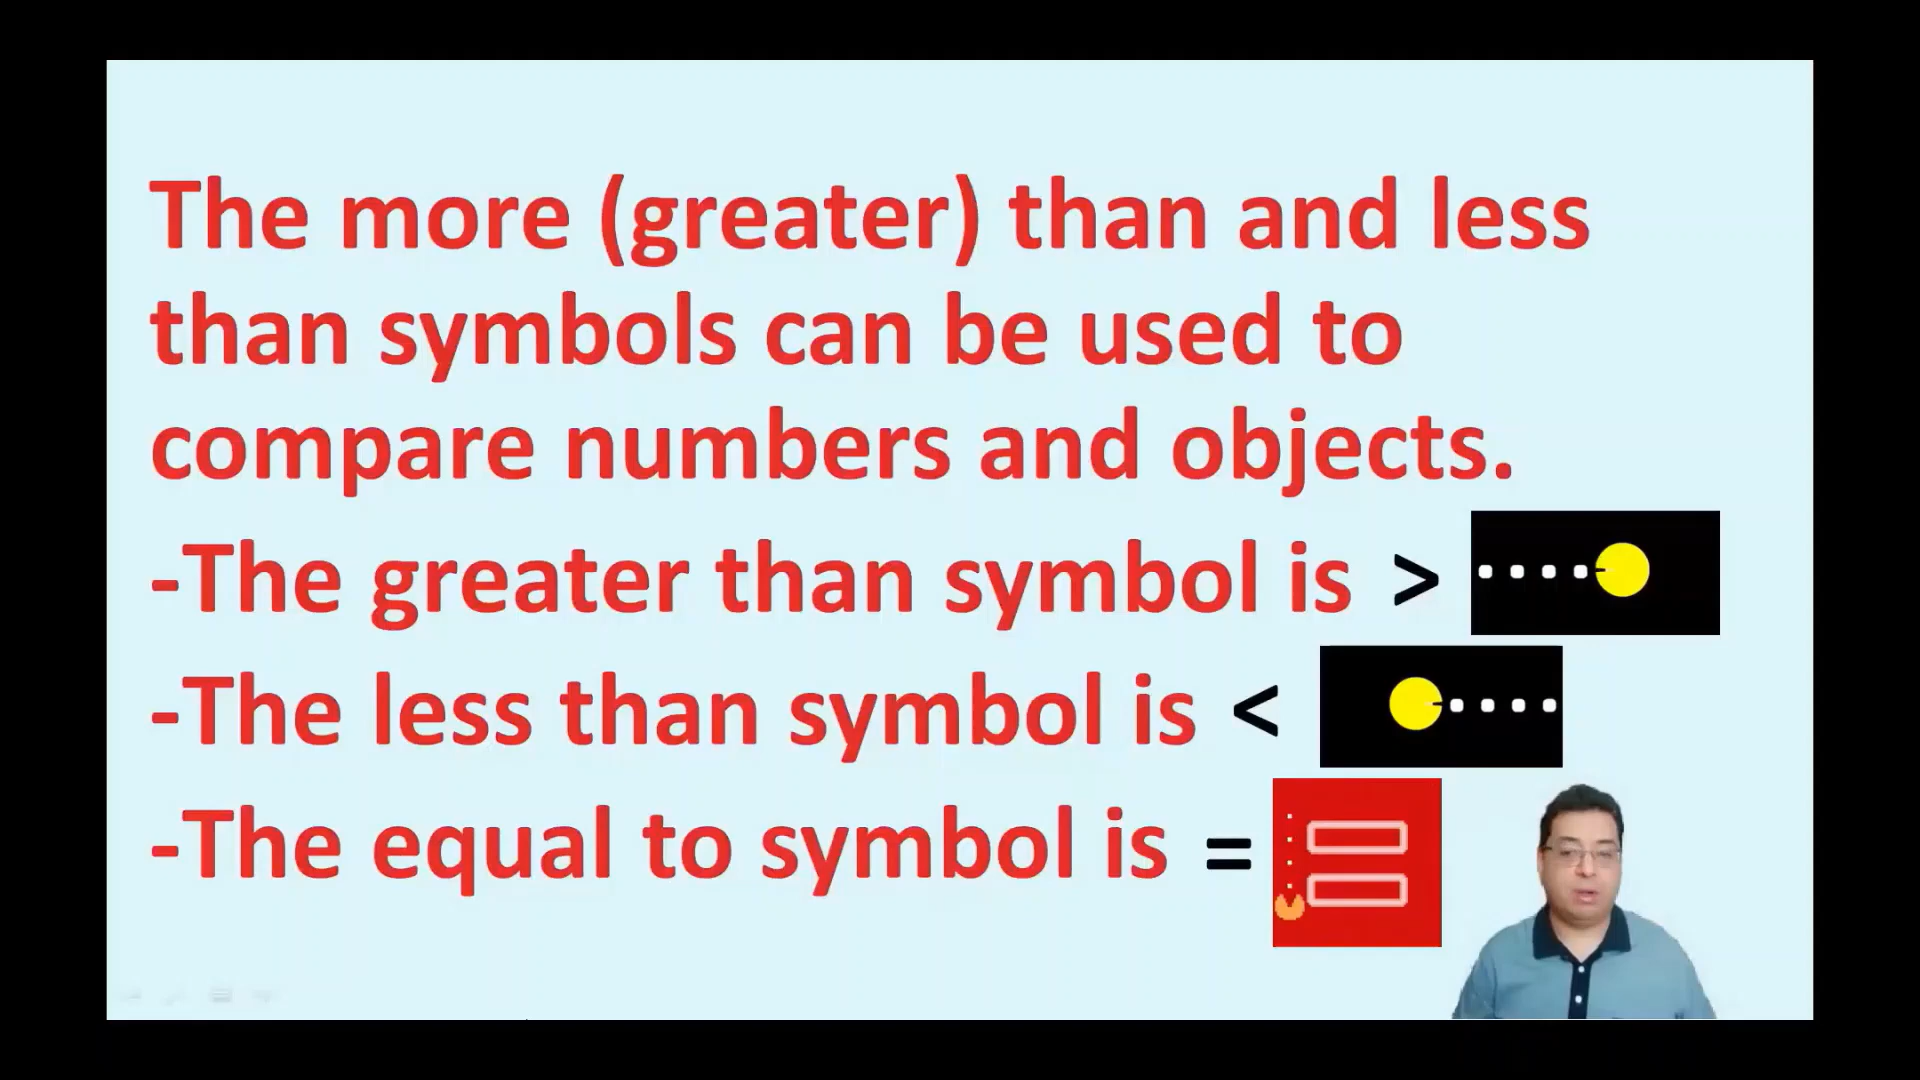 The more (greater) than and less
than symbols can be used to
compare numbers and objects.
-The greater than symbol is >
-The less than symbol is <
-The equal to symbol is =